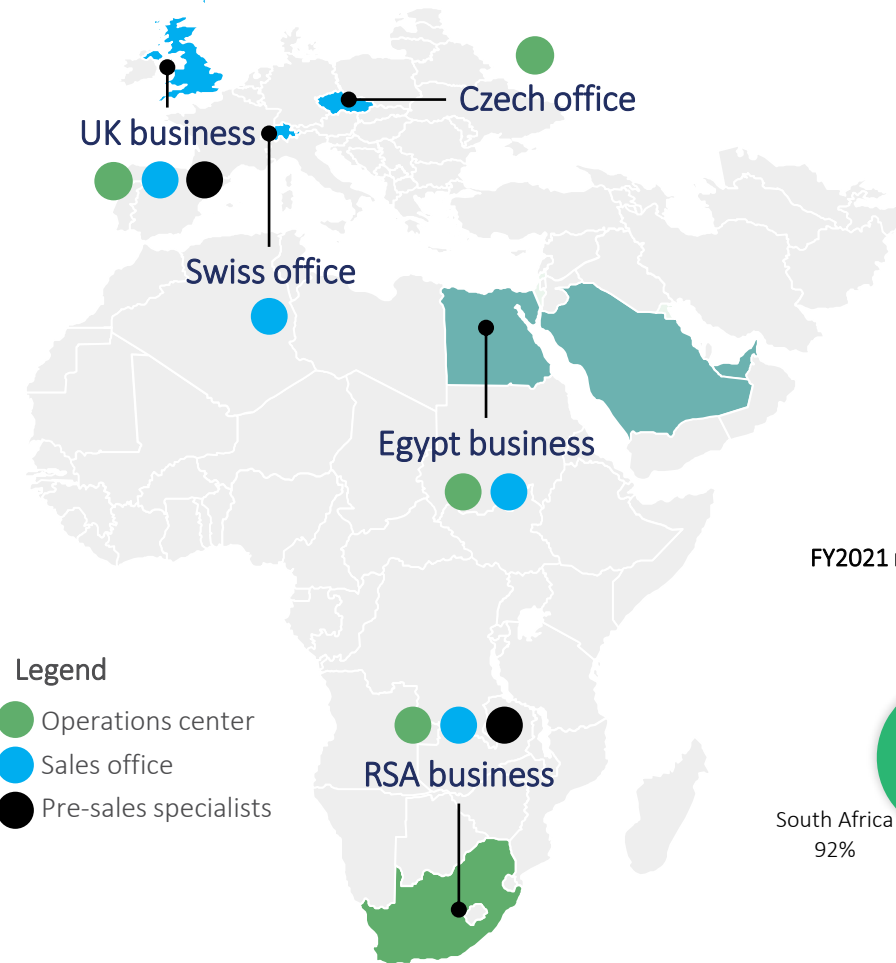 Czech office
UK business
Swiss office
Egypt business
FY2021
Legend
Operations center
Sales office
Pre-sales specialists
RSA business
South Africa
92%